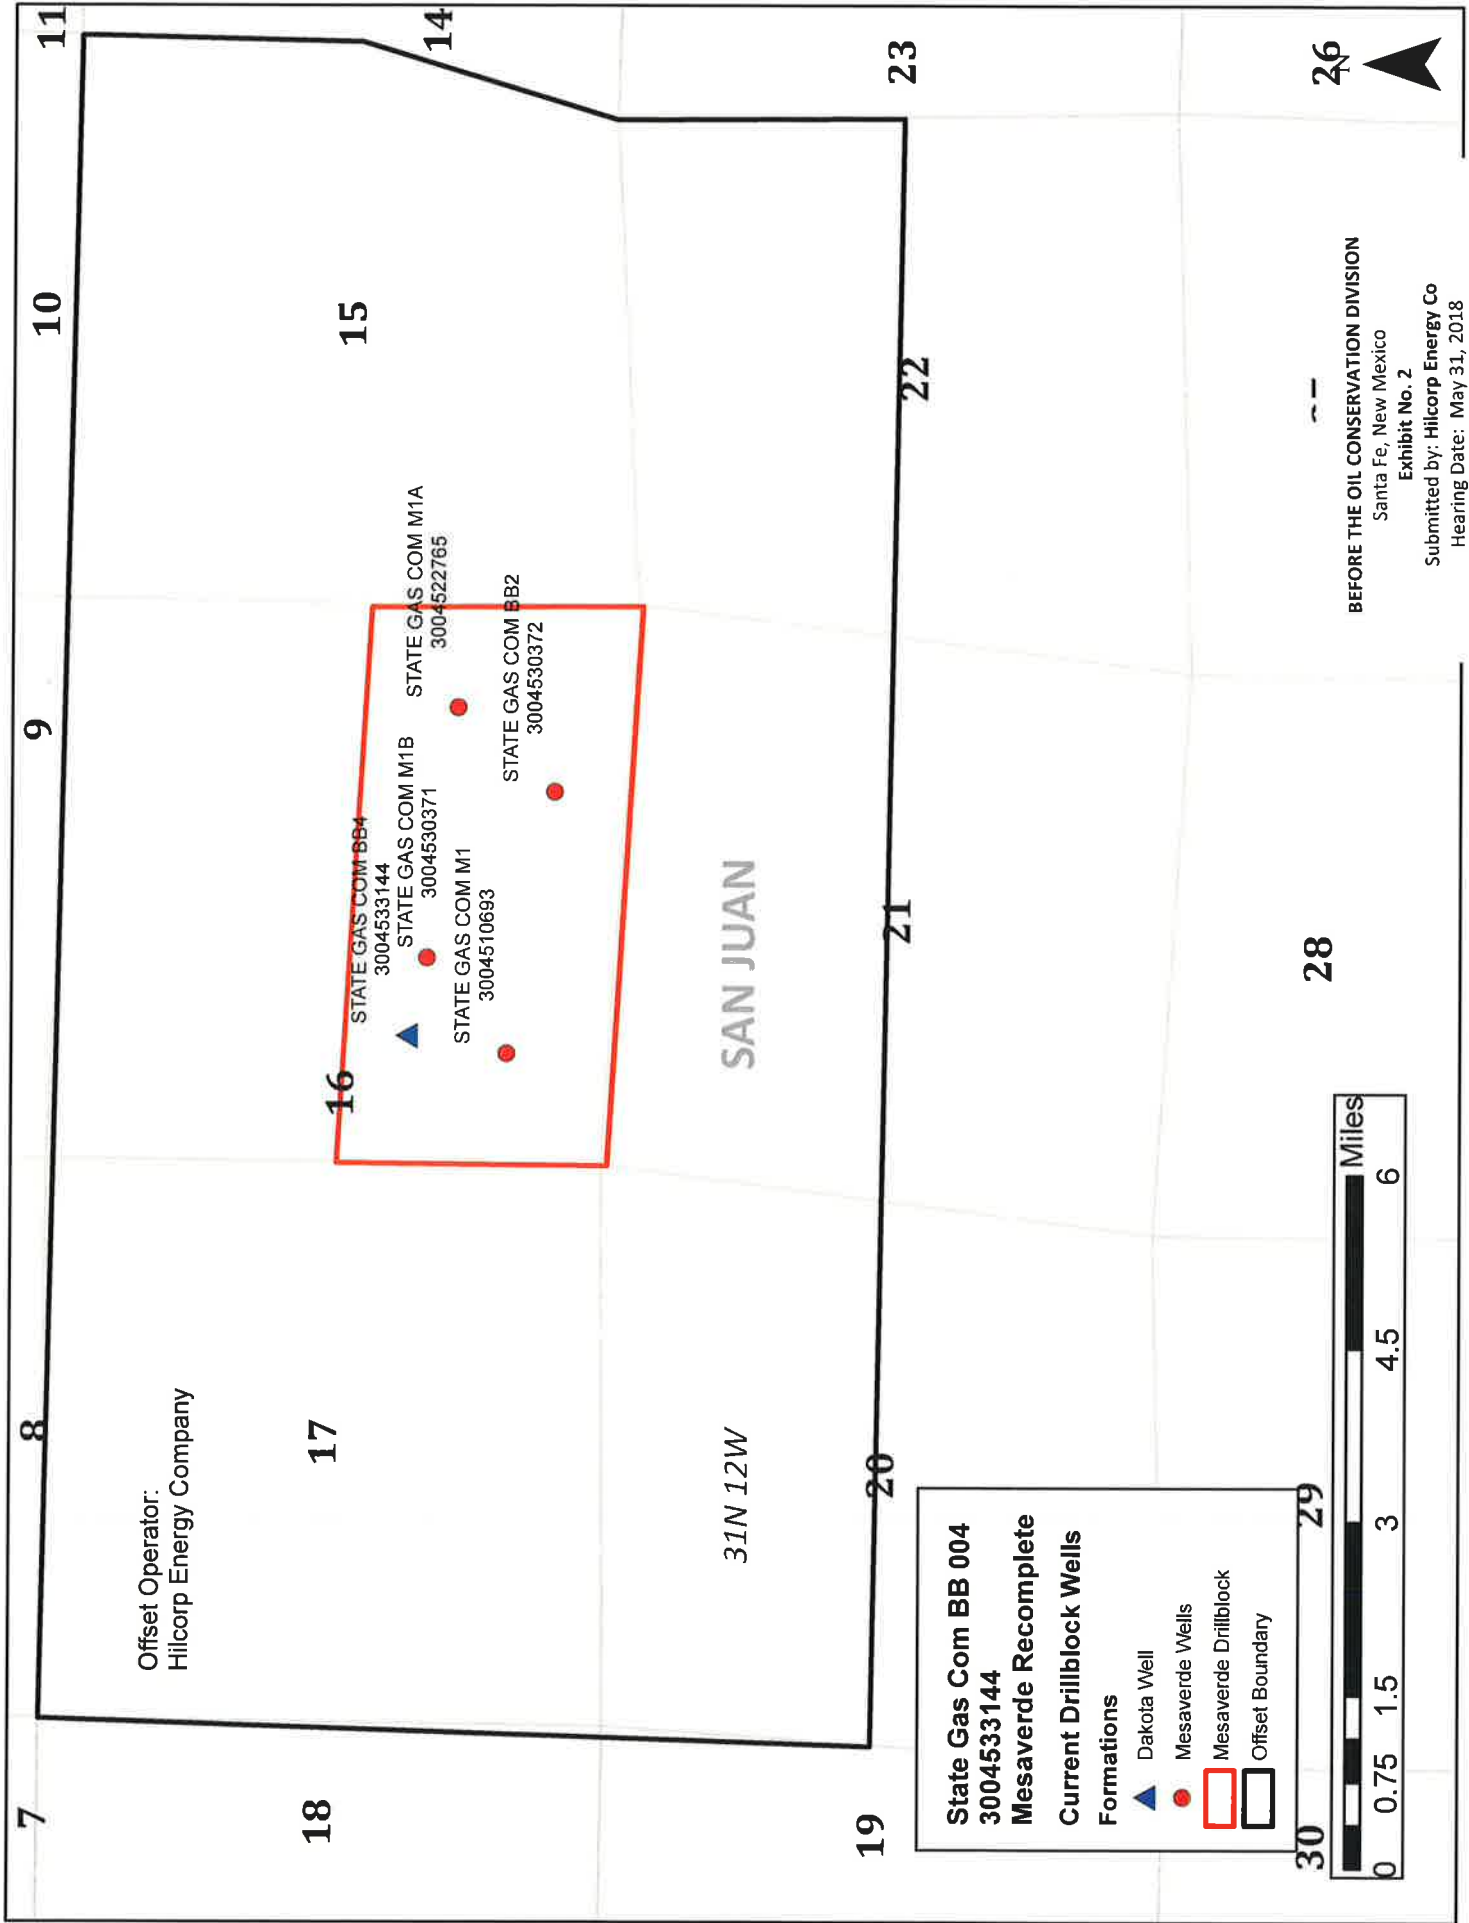 7
8
9
10
11
Offset Operator:
Hilcorp Energy Company
18
17
16
15
14
STATE GAS COM BB4
3004533144
STATE GAS COM M1B
3004530371
STATE GAS COM M1
3004510693
STATE GAS COM M1A
3004522765
STATE GAS COM BB2
3004530372
31N 12W
SAN JUAN
19
20
21
22
23
State Gas Com BB 004
3004533144
Mesaverde Recomplete
Current Drillblock Wells
Formations
Dakota Well
Mesaverde Wells
Mesaverde Drillblock
Offset Boundary
30
29
28
26
N
0 0.75 1.5 3 4.5 6
Miles
BEFORE THE OIL CONSERVATION DIVISION
Santa Fe, New Mexico
Exhibit No. 2
Submitted by: Hilcorp Energy Co
Hearing Date: May 31, 2018